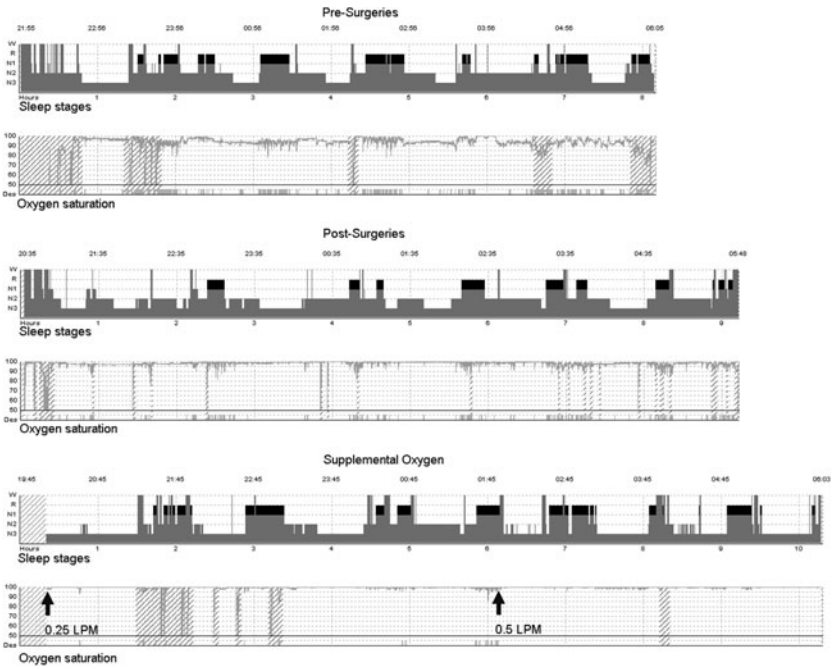 Pre-Surgeries
21:55 22:56 23:56 00:56 01:56 02:56 03:56 04:56 06:05
W
R
N1
N2
N3
Hours 1 2 3 4 5 6 7 8
Sleep stages
100
90
80
70
60
50
Des
Oxygen saturation
Post-Surgeries
20:35 21:35 22:35 23:35 00:35 01:35 02:35 03:35 04:35 05:48
W
R
N1
N2
N3
Hours 1 2 3 4 5 6 7 8 9
Sleep stages
100
90
80
70
60
50
Des
Oxygen saturation
Supplemental Oxygen
19:45 20:45 21:45 22:45 23:45 00:45 01:45 02:45 03:45 04:45 06:03
W
R
N1
N2
N3
Hours 1 2 3 4 5 6 7 8 9 10
Sleep stages
100
90
80
70
60
50
Des
0.25 LPM 0.5 LPM
Oxygen saturation